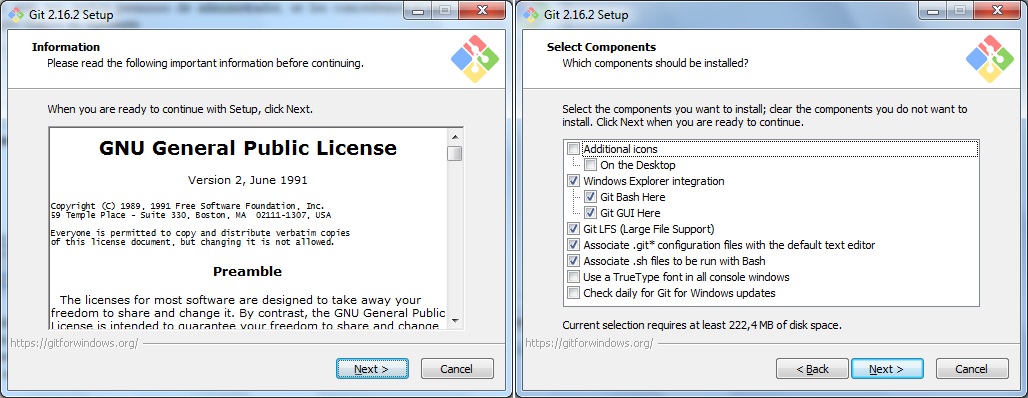 Git 2.16.2 Setup
Information
Please read the following important information before continuing.
When you are ready to continue with Setup, click Next.
GNU General Public License
Version 2, June 1991
Copyright (C) 1989, 1991 Free Software Foundation, Inc.
59 Temple Place - Suite 330, Boston, MA  02111-1307, USA
Everyone is permitted to copy and distribute verbatim copies
of this license document, but changing it is not allowed.
Preamble
The licenses for most software are designed to take away your
freedom to share and change it. By contrast, the GNU General Public
License is intended to guarantee your freedom to share and change
https://gitforwindows.org/
Next >
Cancel
Git 2.16.2 Setup
Select Components
Which components should be installed?
Select the components you want to install; clear the components you do not want to
install. Click Next when you are ready to continue.
Additional icons
On the Desktop
Windows Explorer integration
Git Bash Here
Git GUI Here
Git LFS (Large File Support)
Associate .git* configuration files with the default text editor
Associate .sh files to be run with Bash
Use a TrueType font in all console windows
Check daily for Git for Windows updates
Current selection requires at least 222,4 MB of disk space.
https://gitforwindows.org/
< Back
Next >
Cancel